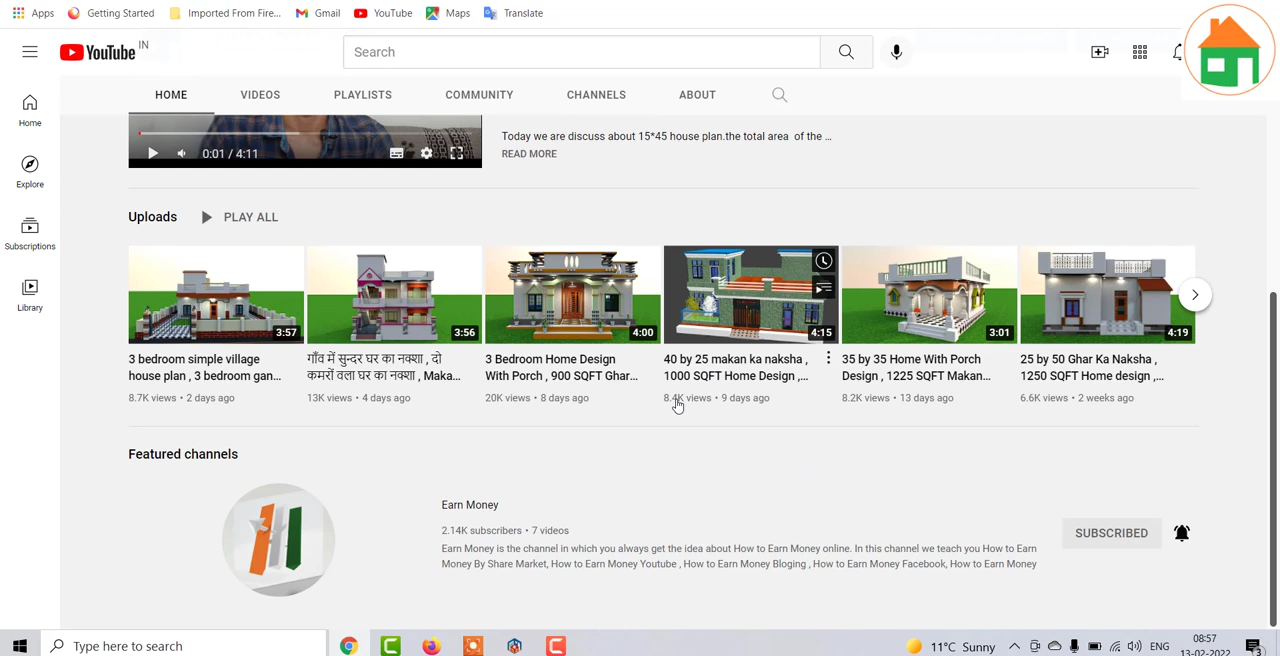 Apps Getting Started Imported From Fire... Gmail YouTube Maps Translate
YouTube IN
Search
HOME VIDEOS PLAYLISTS COMMUNITY CHANNELS ABOUT
Home
Explore
Subscriptions
Library
0:01 / 4:11
Today we are discuss about 15*45 house plan.the total area of the ...
READ MORE
Uploads PLAY ALL
3:57
3 bedroom simple village
house plan , 3 bedroom gan...
8.7K views • 2 days ago
3:56
गाँव में सुन्दर घर का नक्शा , दो
कमरों वला घर का नक्शा , Maka...
13K views • 4 days ago
4:00
3 Bedroom Home Design
With Porch , 900 SQFT Ghar...
20K views • 8 days ago
4:15
40 by 25 makan ka naksha ,
1000 SQFT Home Design ,...
8.4K views • 9 days ago
3:01
35 by 35 Home With Porch
Design , 1225 SQFT Makan...
8.2K views • 13 days ago
4:19
25 by 50 Ghar Ka Naksha ,
1250 SQFT Home design ,...
6.6K views • 2 weeks ago
Featured channels
Earn Money
2.14K subscribers • 7 videos
Earn Money is the channel in which you always get the idea about How to Earn Money online. In this channel we teach you How to Earn
Money By Share Market, How to Earn Money Youtube , How to Earn Money Bloging , How to Earn Money Facebook, How to Earn Money
SUBSCRIBED
Type here to search
11°C Sunny
ENG
08:57
13-02-2022
3